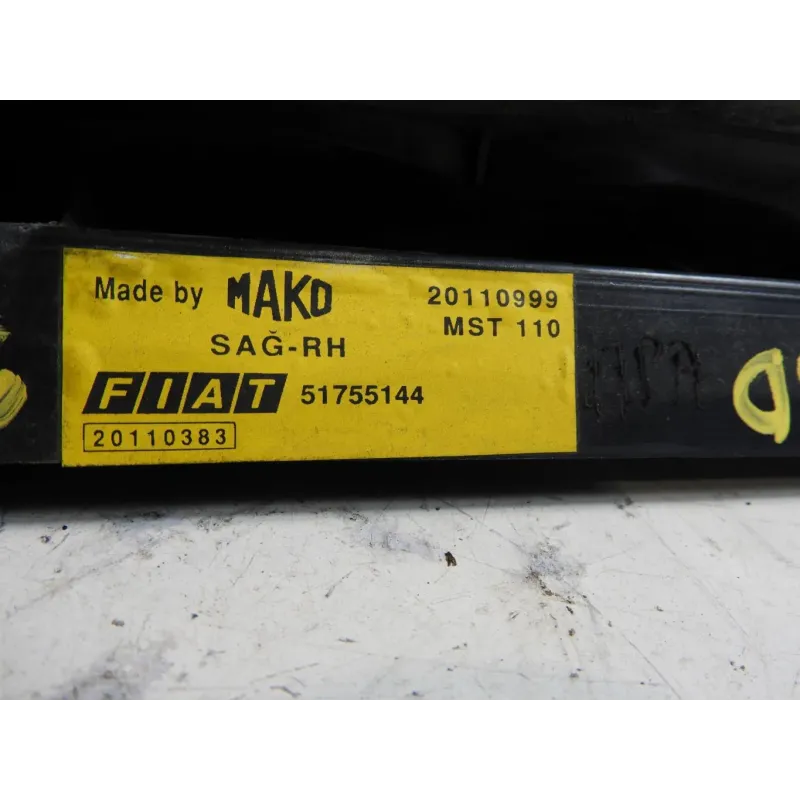 Made by MAKO 20110999
SAĞ-RH MST 110
FIAT 51755144
20110383